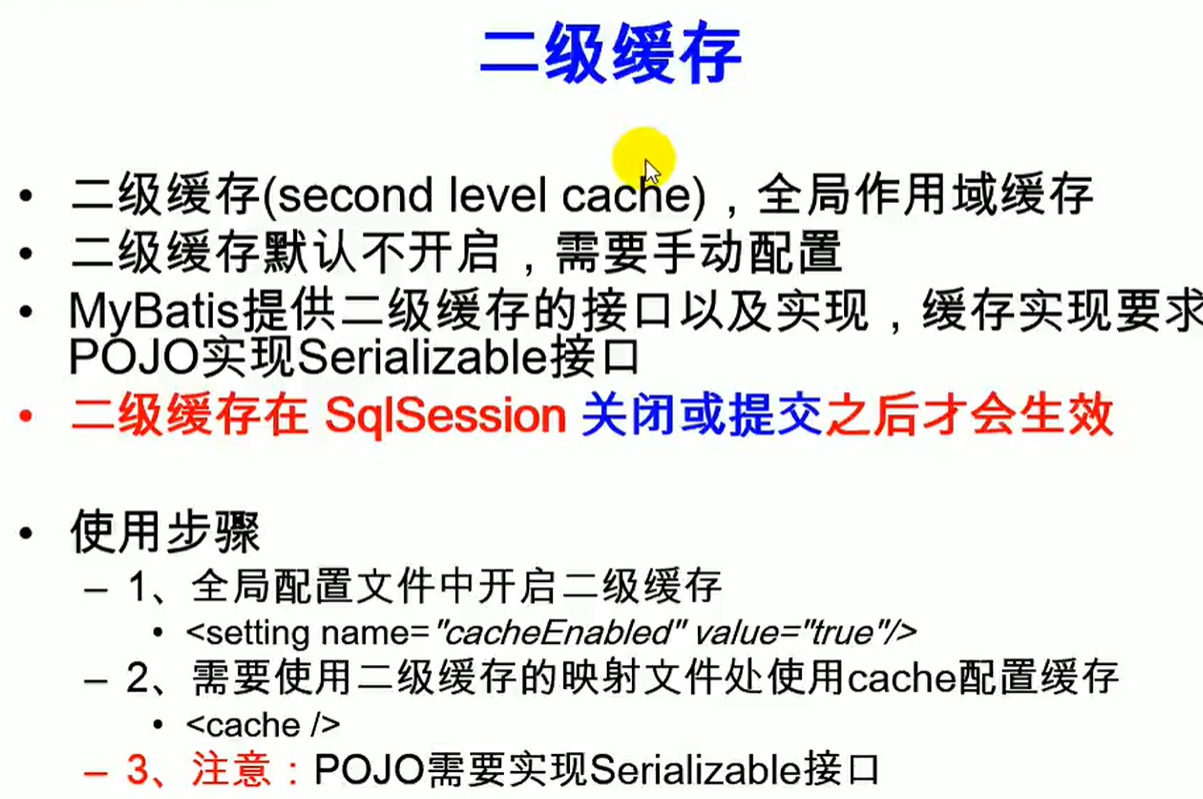 二级缓存
• 二级缓存(second level cache)，全局作用域缓存
• 二级缓存默认不开启，需要手动配置
• MyBatis提供二级缓存的接口以及实现，缓存实现要求
POJO实现Serializable接口
• 二级缓存在 SqlSession 关闭或提交之后才会生效
• 使用步骤
– 1、全局配置文件中开启二级缓存
• <setting name="cacheEnabled" value="true"/>
– 2、需要使用二级缓存的映射文件处使用cache配置缓存
• <cache />
– 3、注意：POJO需要实现Serializable接口